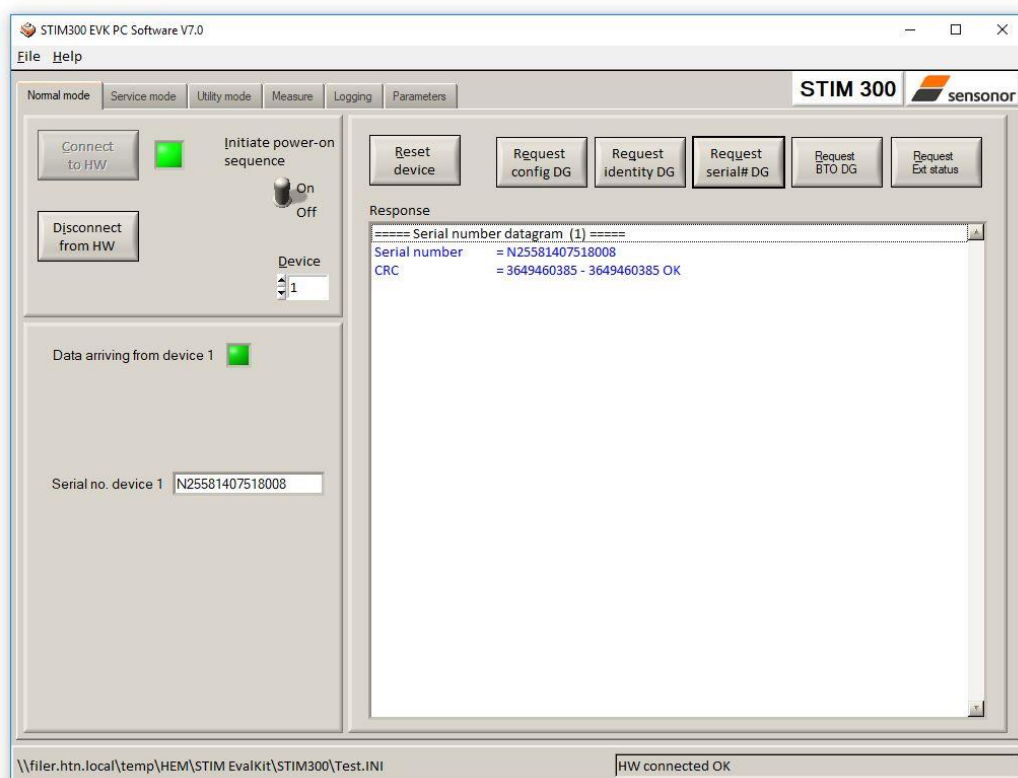 STIM300 EVK PC Software V7.0
File Help
Normal mode Service mode Utility mode Measure Logging Parameters
STIM 300 sensonor
Connect
to HW
Initiate power-on
sequence
On
Off
Disconnect
from HW
Device
1
Data arriving from device 1
Serial no. device 1 N25581407518008
Reset
device
Request
config DG
Request
identity DG
Request
serial# DG
Request
BTO DG
Request
Ext status
Response
===== Serial number datagram (1) =====
Serial number = N25581407518008
CRC = 3649460385 - 3649460385 OK
\\filer.htn.local\temp\HEM\STIM EvalKit\STIM300\Test.INI HW connected OK